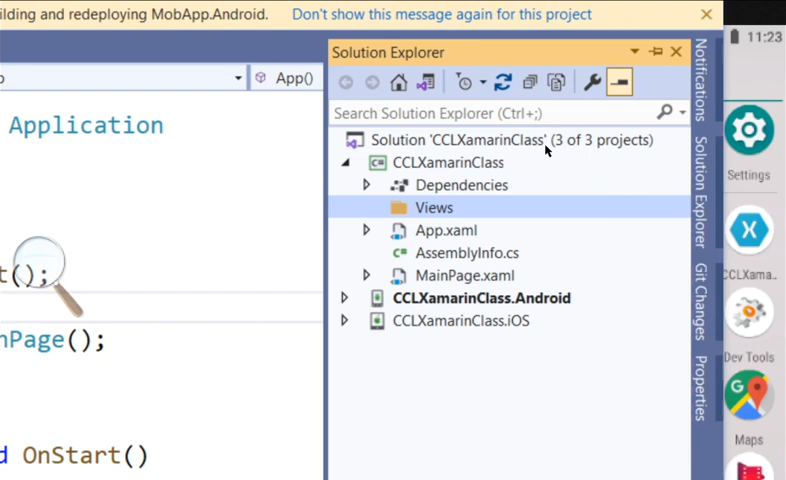 ilding and redeploying MobApp.Android. Don't show this message again for this project
App()
Application
t();
nPage();
d OnStart()
Solution Explorer
Search Solution Explorer (Ctrl+;)
Solution 'CCLXamarinClass' (3 of 3 projects)
CCLXamarinClass
Dependencies
Views
App.xaml
AssemblyInfo.cs
MainPage.xaml
CCLXamarinClass.Android
CCLXamarinClass.iOS
Notifications
Solution Explorer
Git Changes
Properties
11:23
Settings
CCLXama..
Dev Tools
Maps